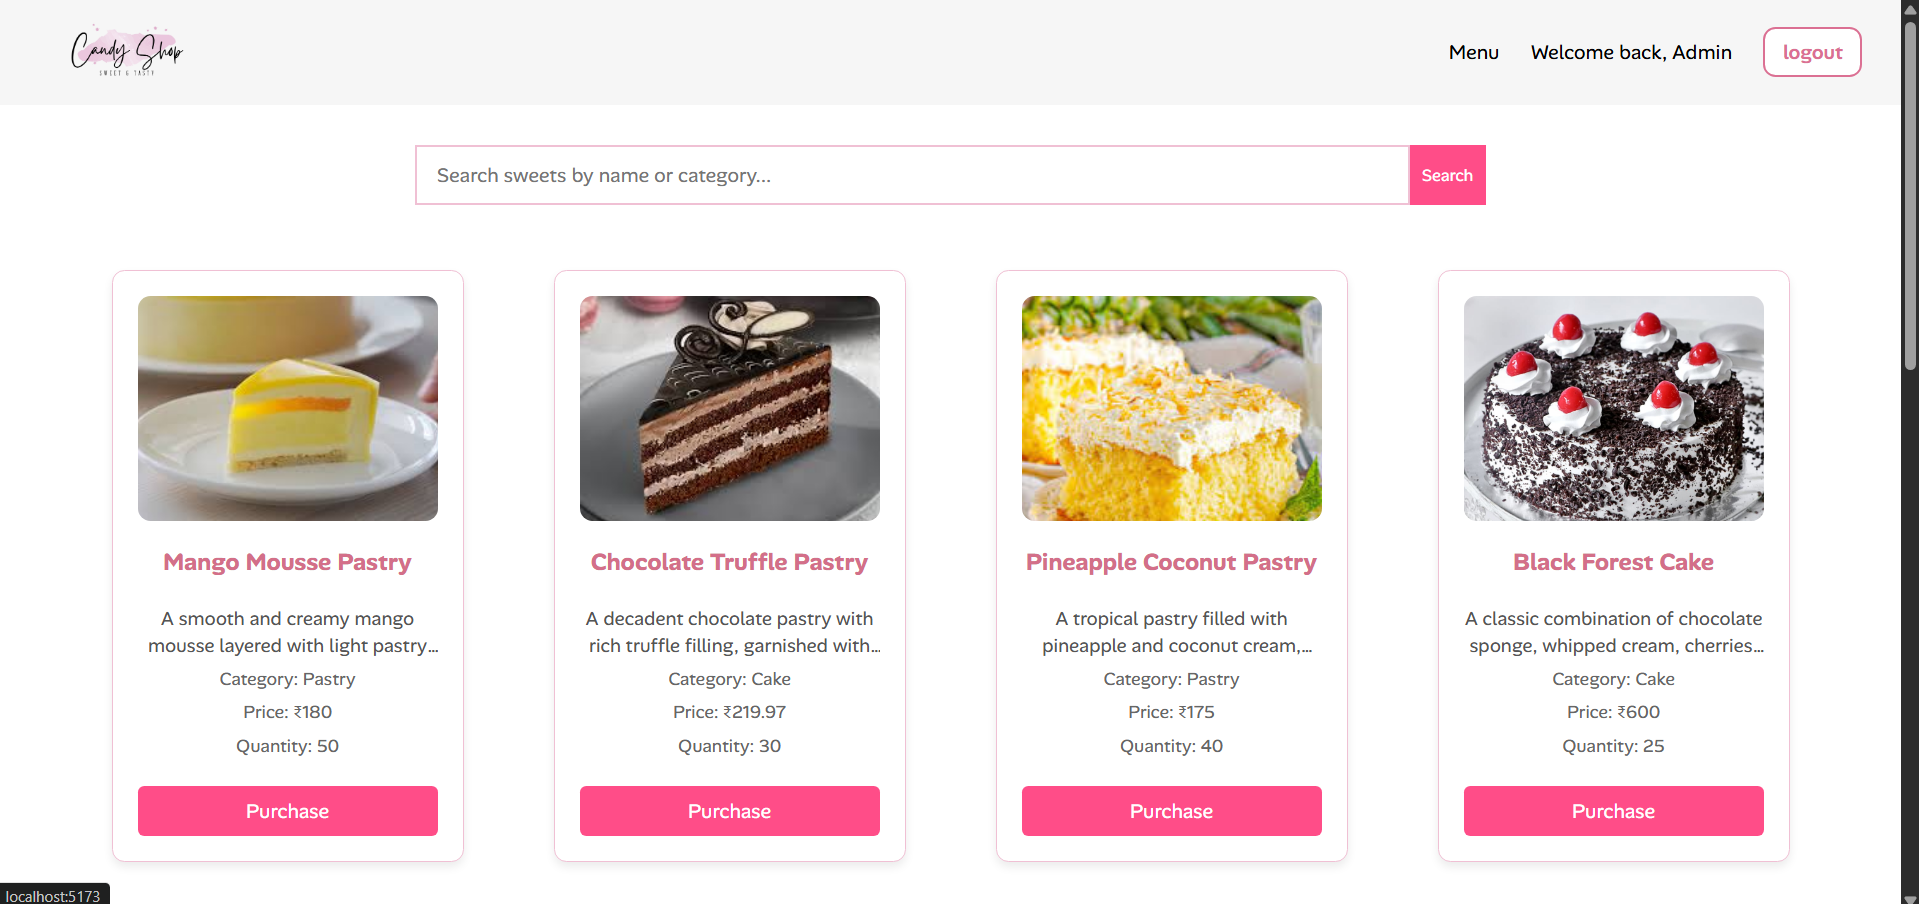 Candy Shop
SWEET & TASTY
Menu
Welcome back, Admin
logout
Search sweets by name or category...
Search
Mango Mousse Pastry
A smooth and creamy mango
mousse layered with light pastry...
Category: Pastry
Price: ₹180
Quantity: 50
Purchase
Chocolate Truffle Pastry
A decadent chocolate pastry with
rich truffle filling, garnished with...
Category: Cake
Price: ₹219.97
Quantity: 30
Purchase
Pineapple Coconut Pastry
A tropical pastry filled with
pineapple and coconut cream,...
Category: Pastry
Price: ₹175
Quantity: 40
Purchase
Black Forest Cake
A classic combination of chocolate
sponge, whipped cream, cherries...
Category: Cake
Price: ₹600
Quantity: 25
Purchase
localhost:5173